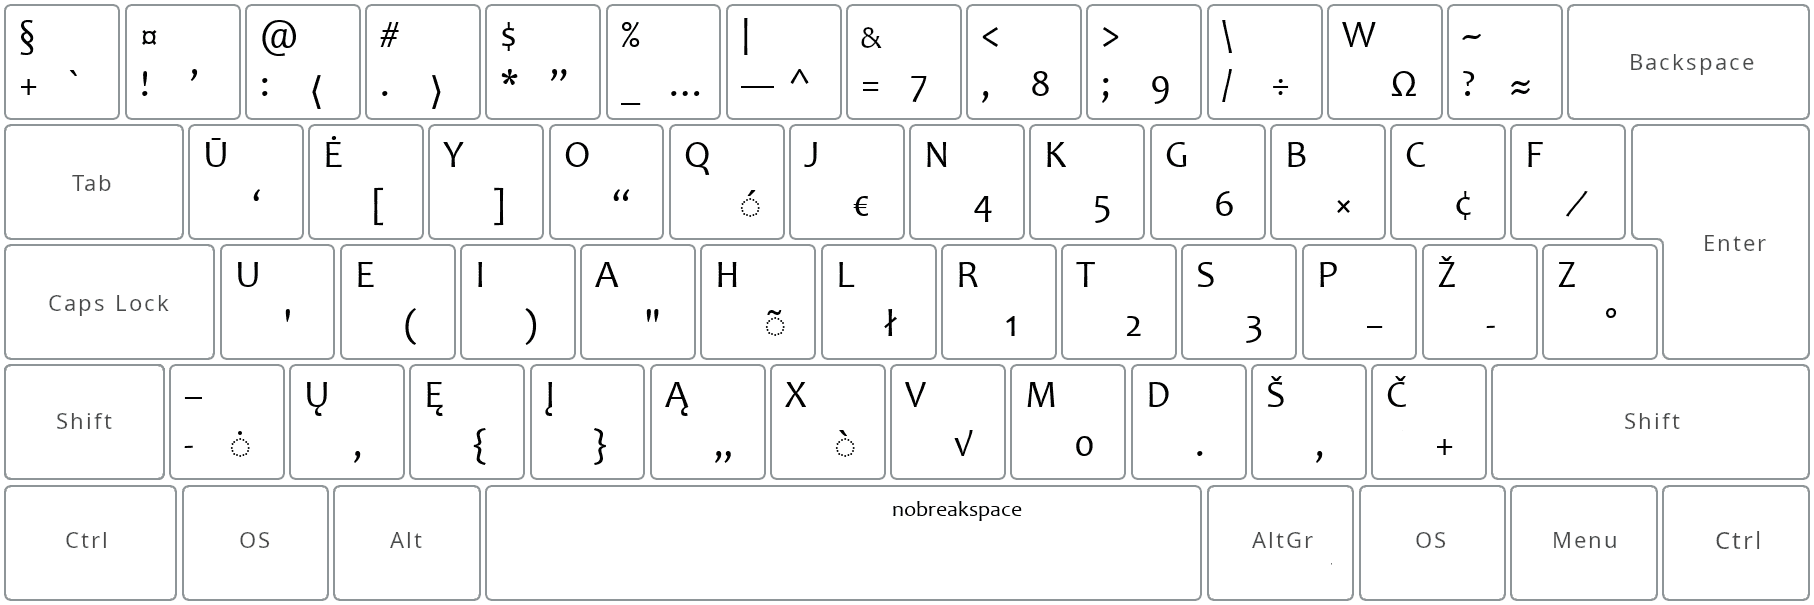 § ¤ @ # $ % | & < > \ W ~ Backspace
+ ` ! ’ : ⟨ . ⟩ * ” _ … — ^ = 7 , 8 ; 9 / ÷ Ω ? ≈
Tab Ū Ė Y O Q J N K G B C F Enter
‘ [ ] “ ◌́ € 4 5 6 × ¢ ⁄
Caps Lock U E I A H L R T S P Ž Z
' ( ) " ◌̃ ł 1 2 3 – - °
Shift – Ų Ę Į Ą X V M D Š Č Shift
- ◌̇ ‚ { } „ ◌̀ √ 0 . , +
nobreakspace
Ctrl OS Alt AltGr OS Menu Ctrl